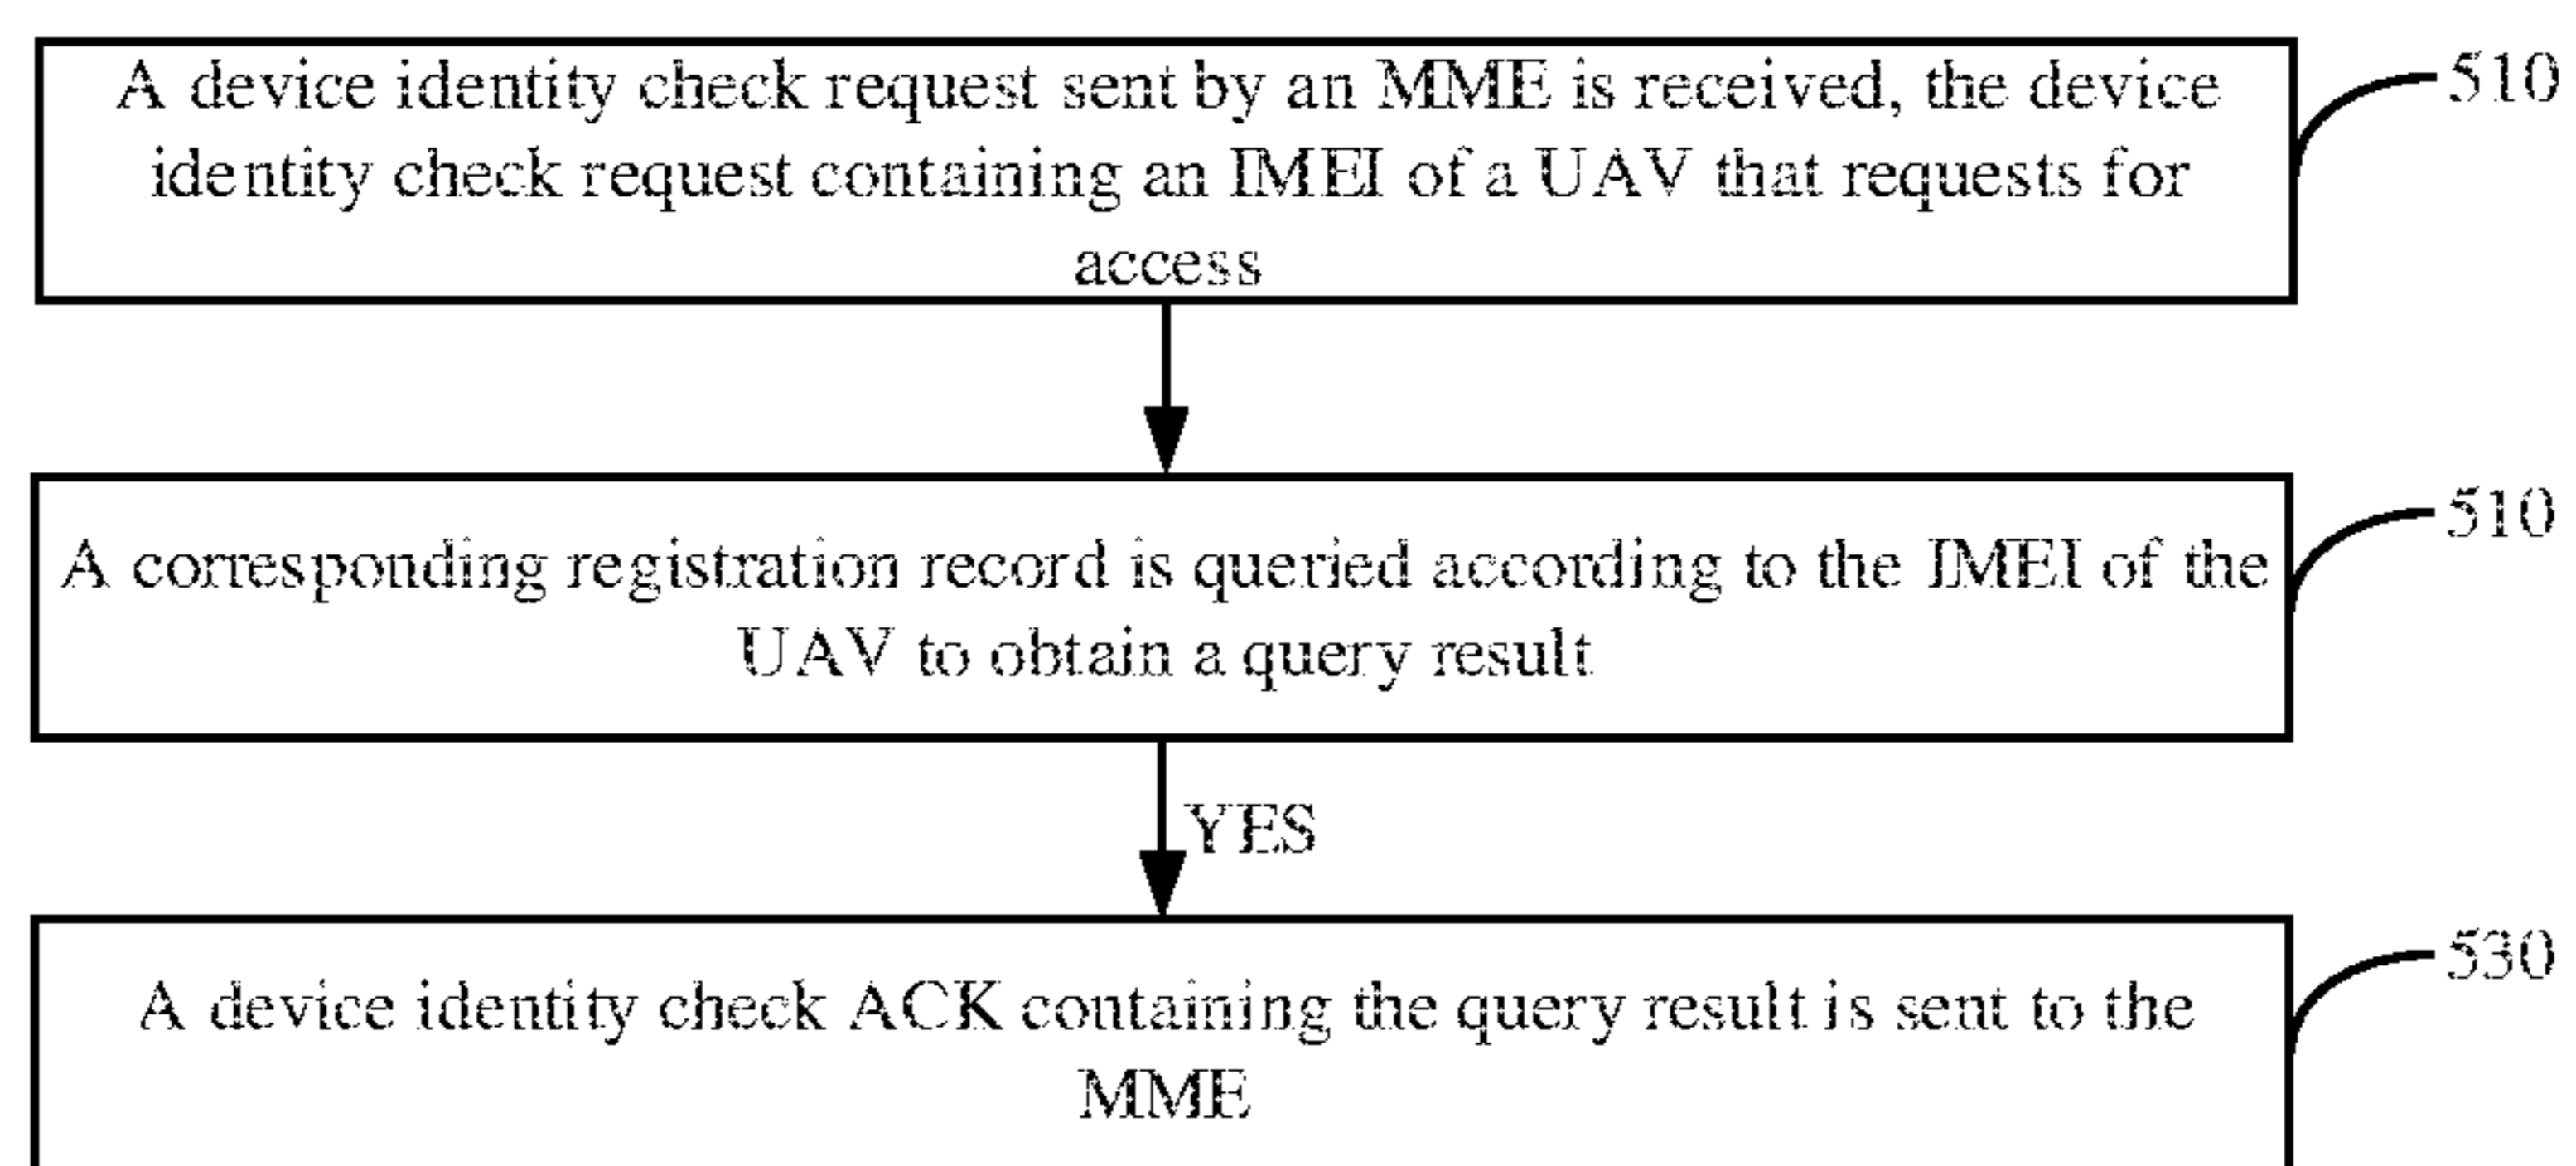 A device identity check request sent by an MME is received, the device
identity check request containing an IMEI of a UAV that requests for
access
510
A corresponding registration record is queried according to the IMEI of the
UAV to obtain a query result
510
YES
A device identity check ACK containing the query result is sent to the
MME
530